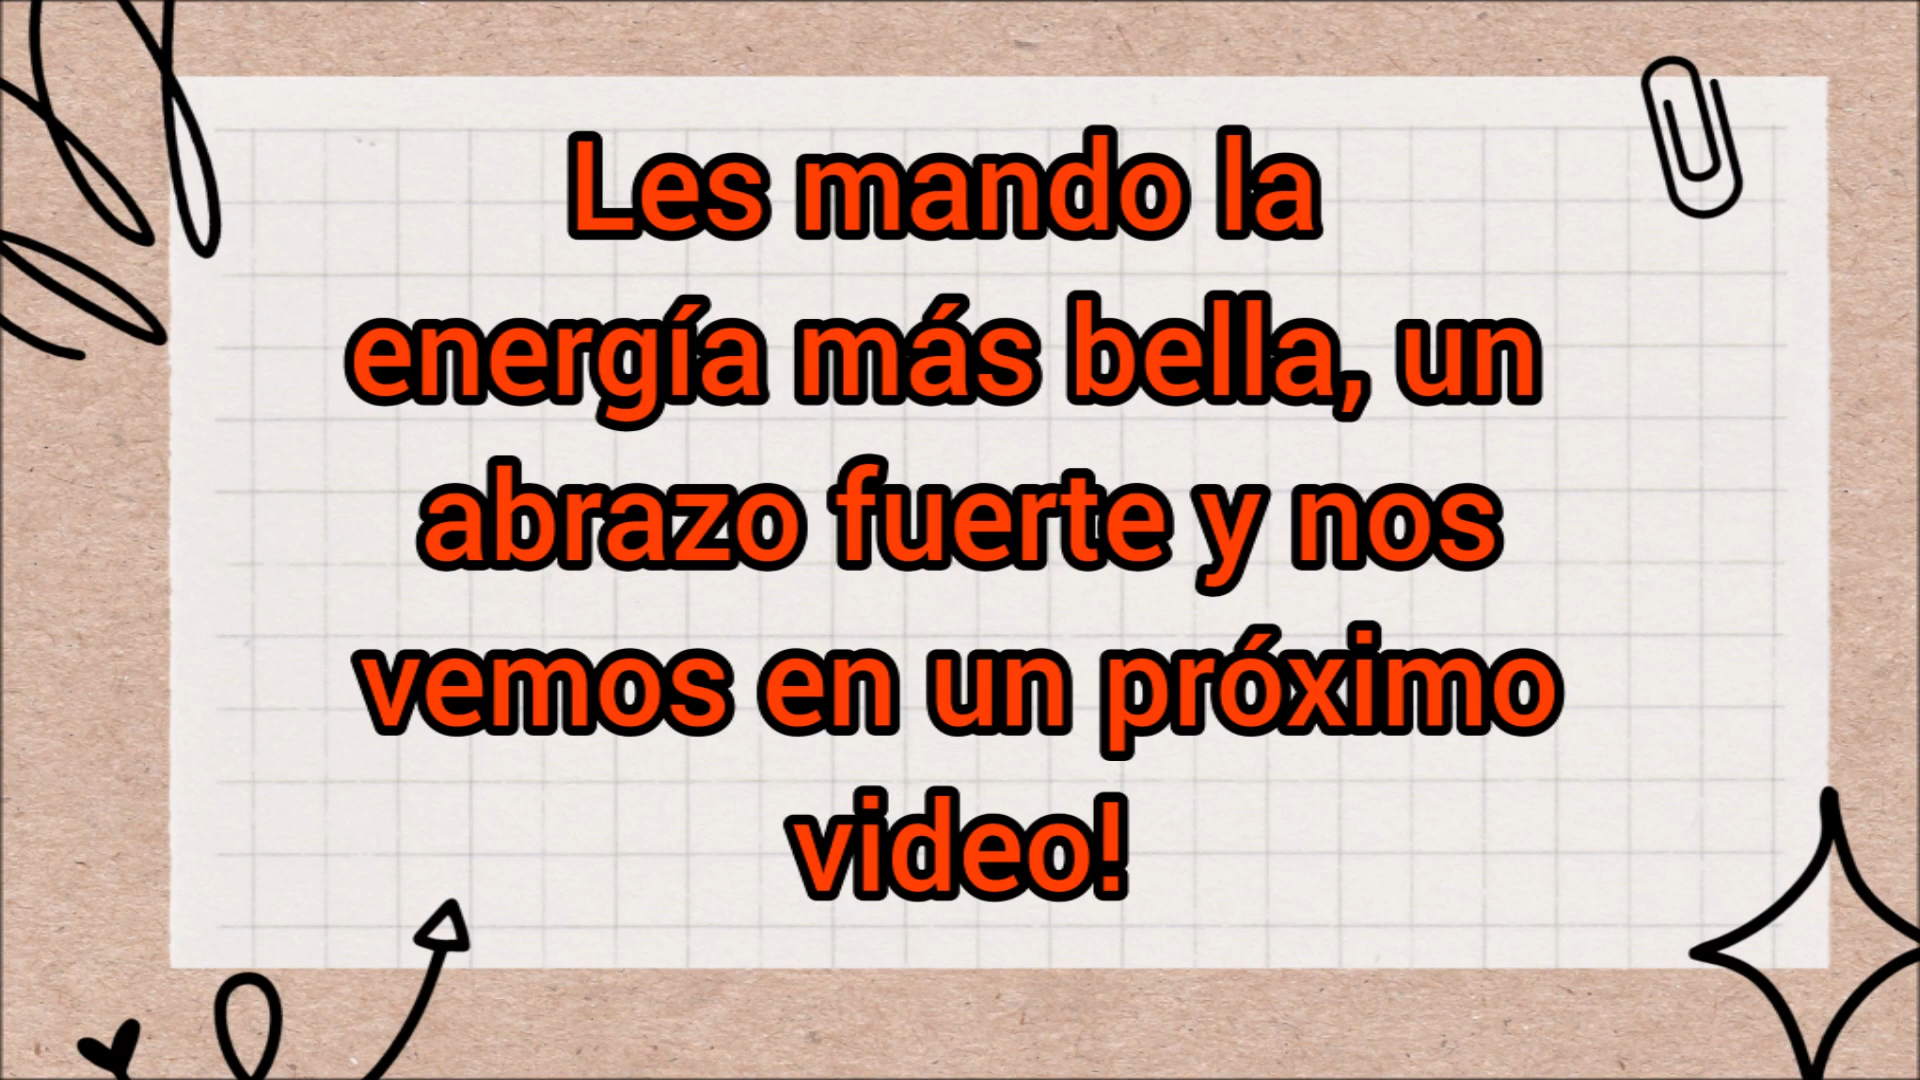 Les mando la
energía más bella, un
abrazo fuerte y nos
vemos en un próximo
video!